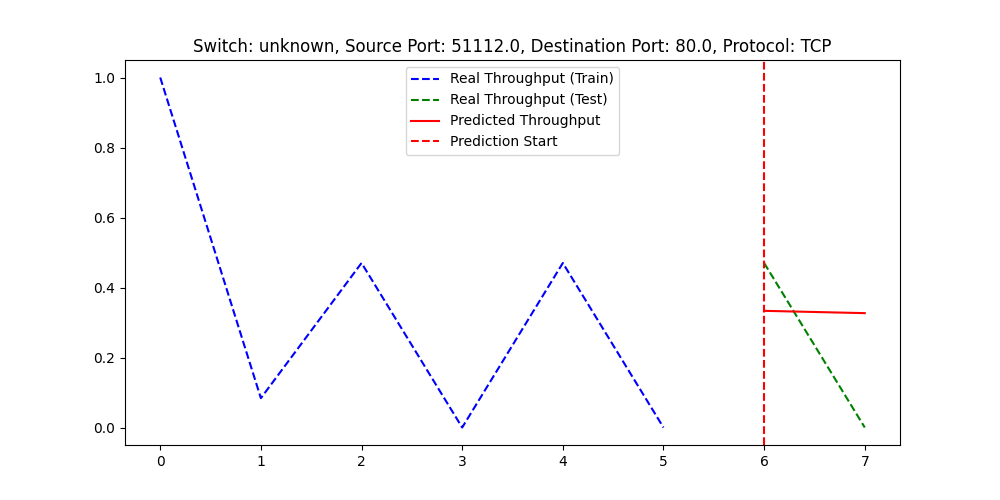 Switch: unknown, Source Port: 51112.0, Destination Port: 80.0, Protocol: TCP
Real Throughput (Train)
Real Throughput (Test)
Predicted Throughput
Prediction Start
1.0
0.8
0.6
0.4
0.2
0.0
0 1 2 3 4 5 6 7